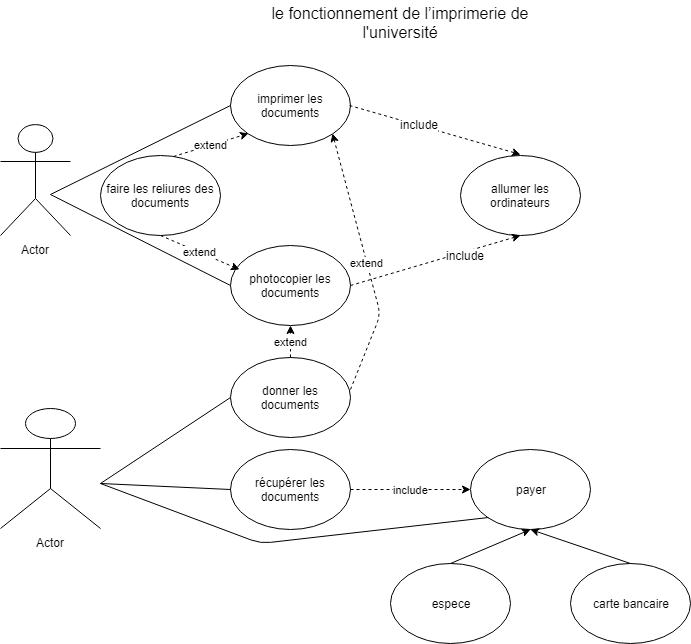 le fonctionnement de l’imprimerie de
l'université
imprimer les
documents
include
extend
faire les reliures des
documents
allumer les
ordinateurs
Actor
extend
photocopier les
documents
extend
include
extend
donner les
documents
récupérer les
documents
include
payer
Actor
espece
carte bancaire